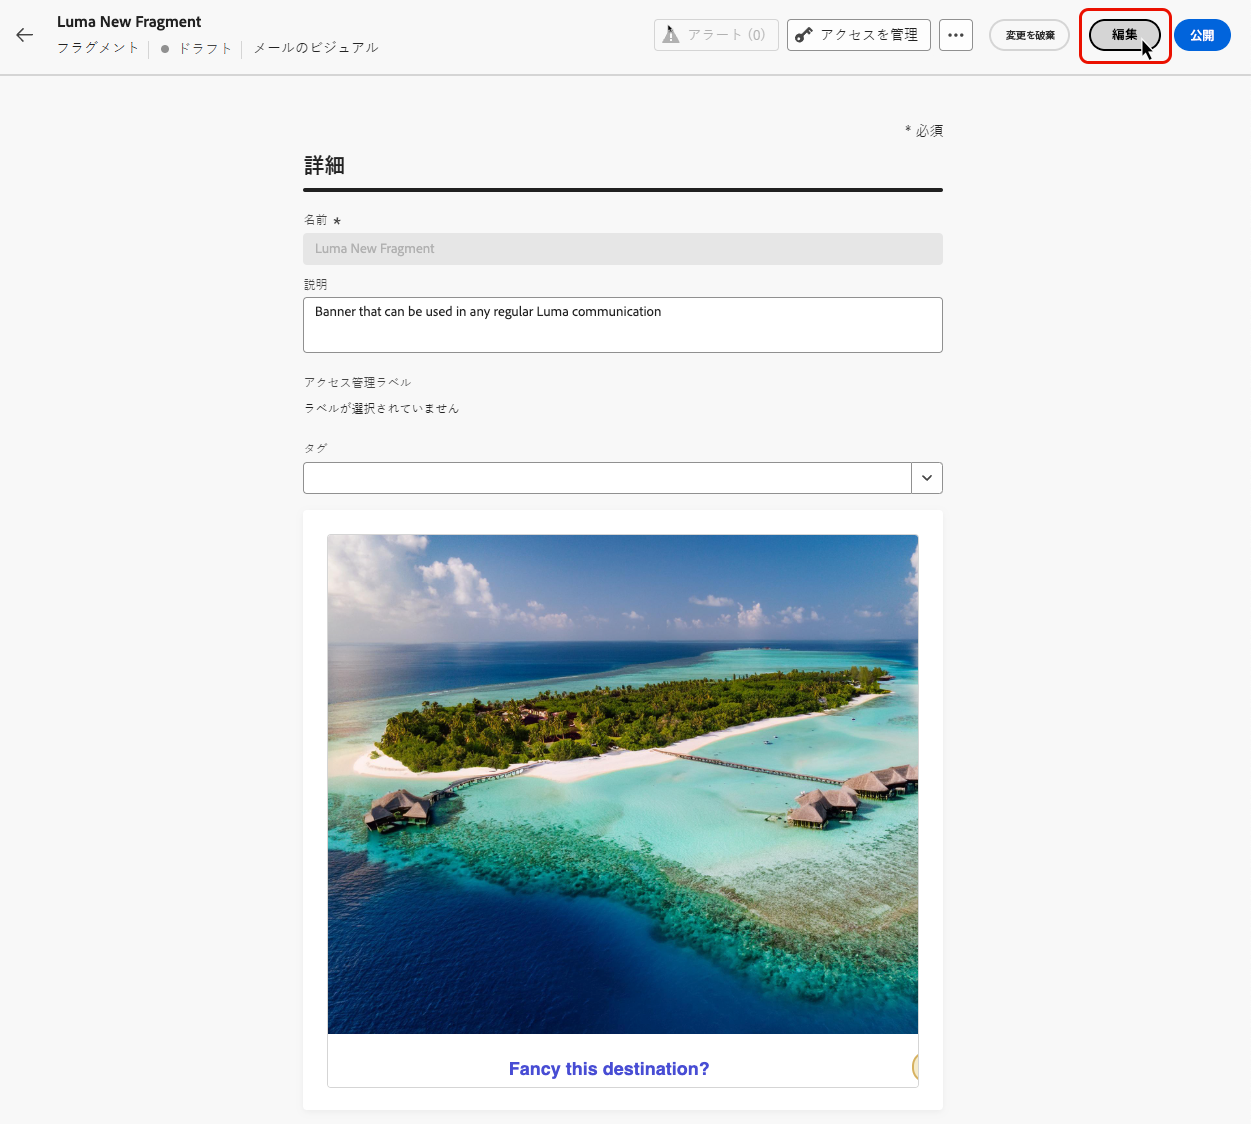 Luma New Fragment
フラグメント ドラフト メールのビジュアル
アラート (0) アクセスを管理 変更を破棄 編集 公開
* 必須
詳細
名前 *
Luma New Fragment
説明
Banner that can be used in any regular Luma communication
アクセス管理ラベル
ラベルが選択されていません
タグ
Fancy this destination?